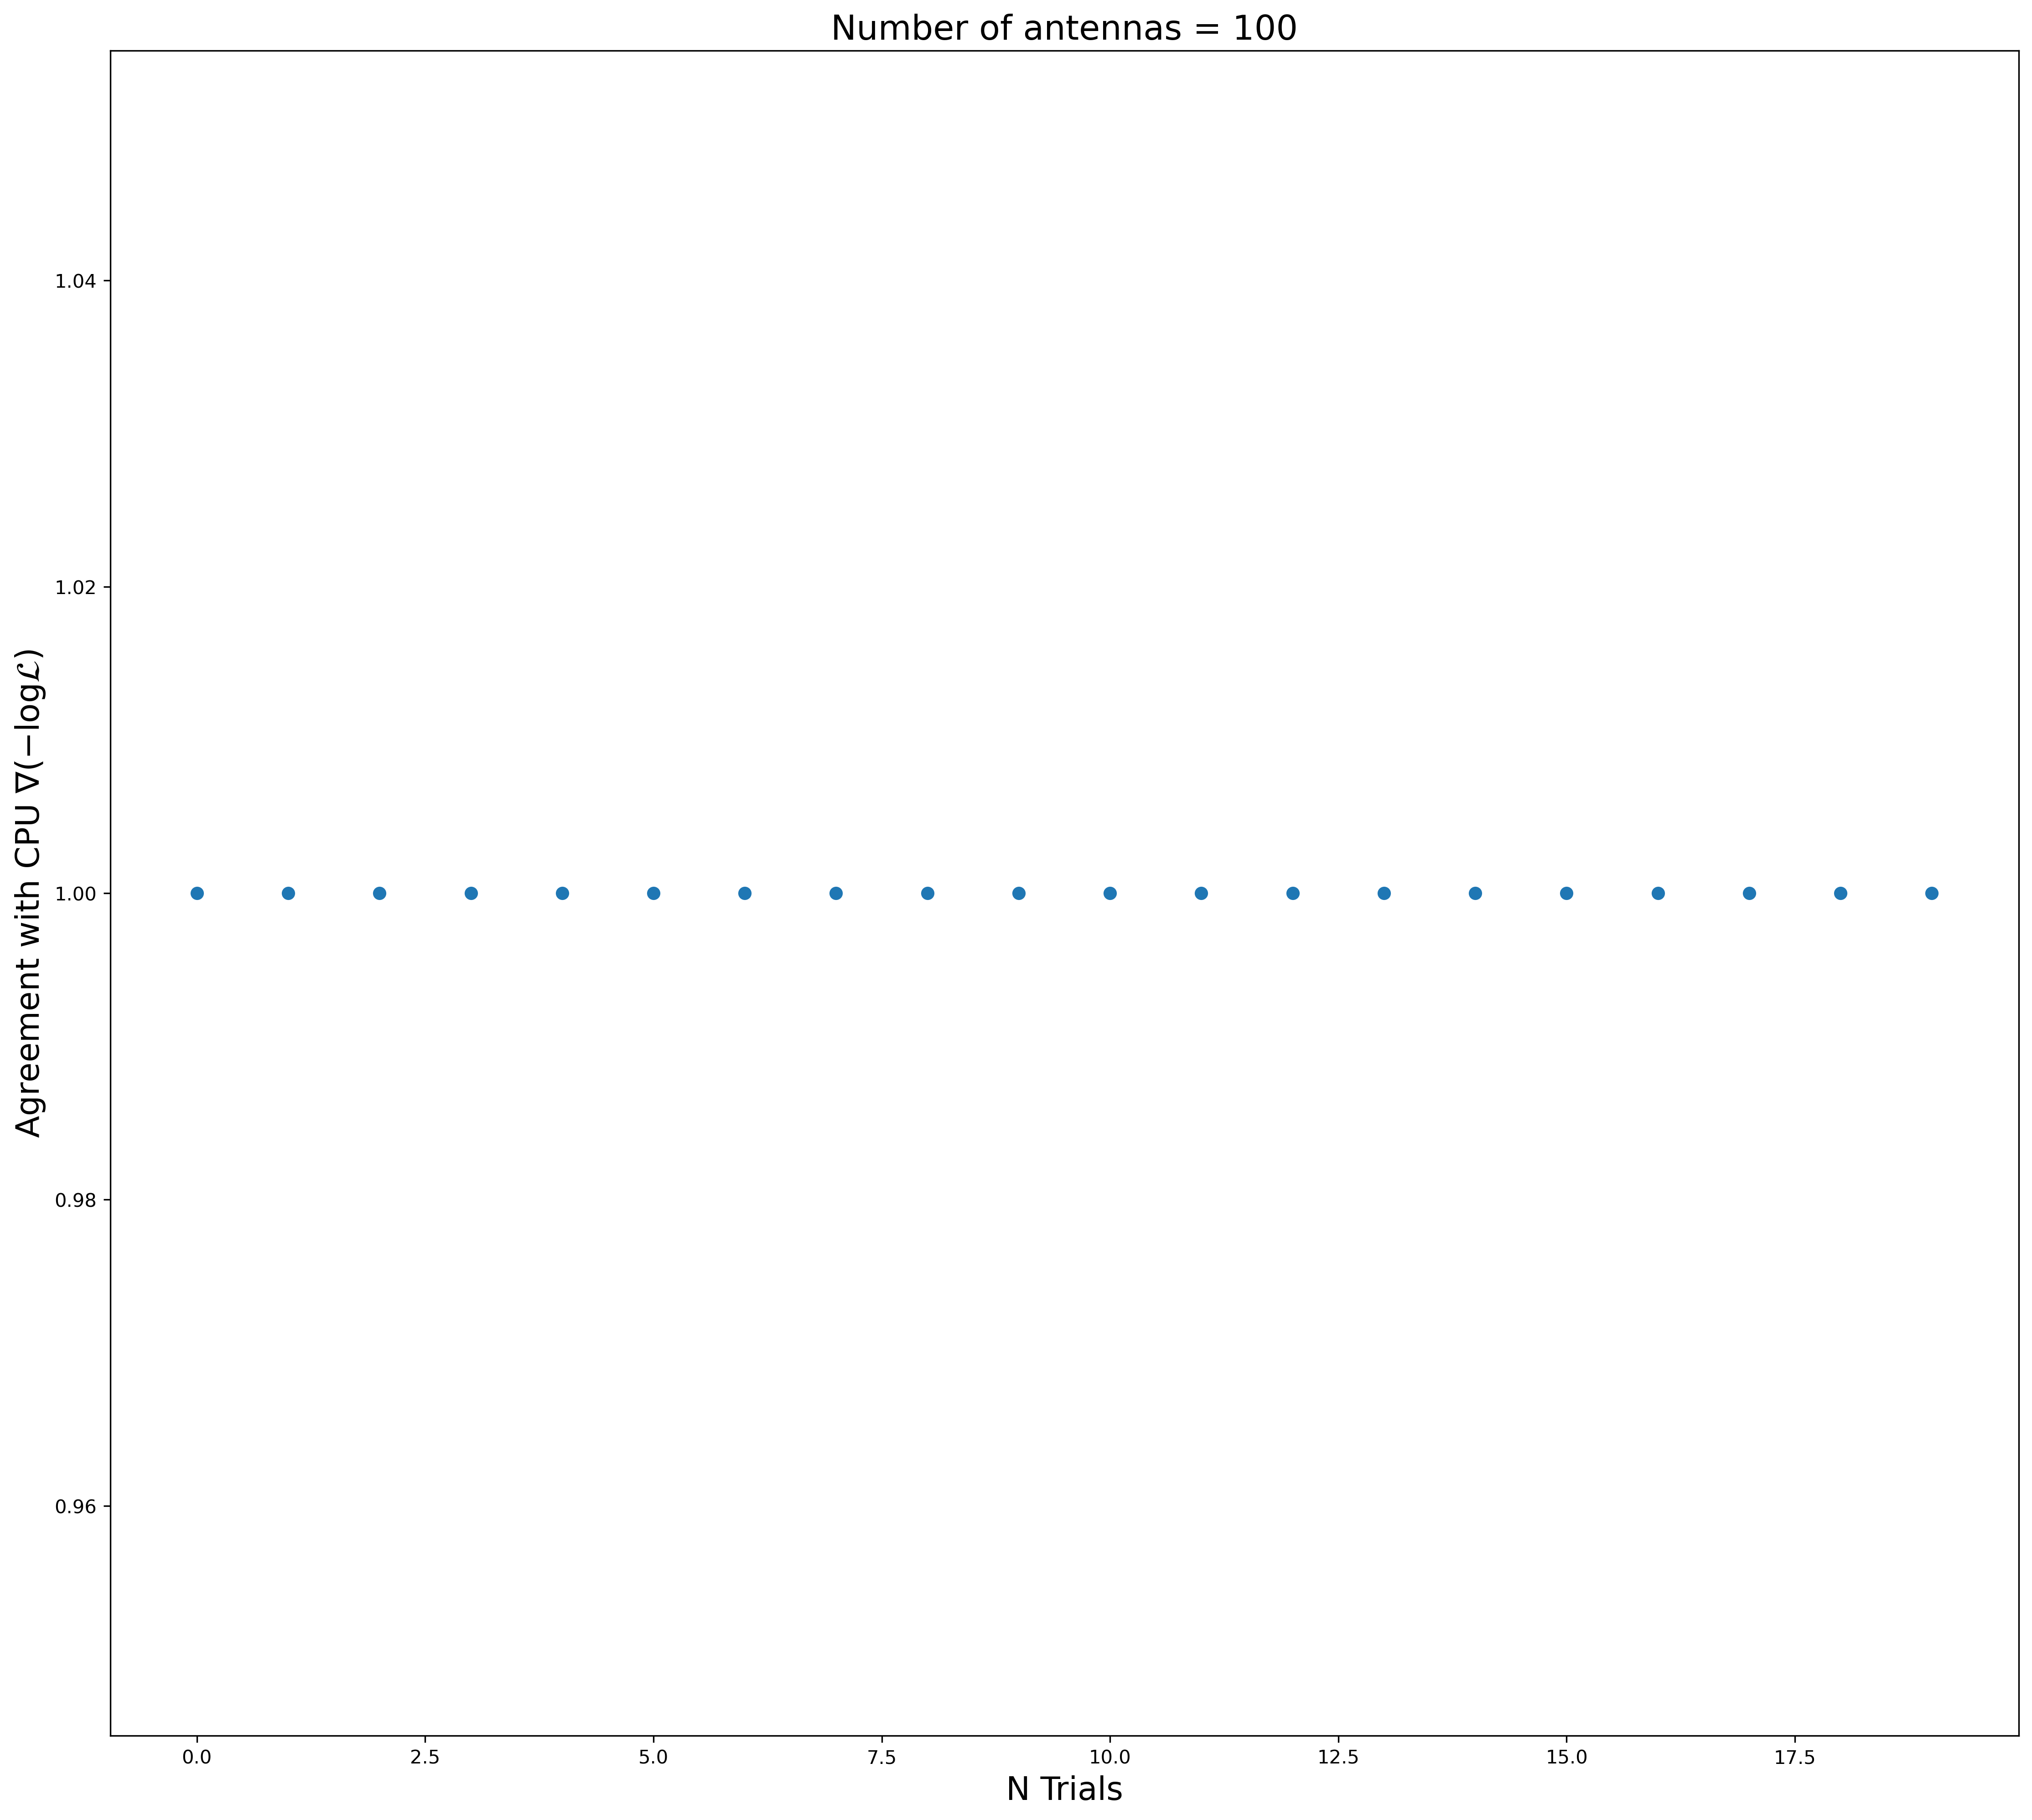 Number of antennas = 100
Agreement with CPU ∇(−logℒ)
1.04
1.02
1.00
0.98
0.96
0.0 2.5 5.0 7.5 10.0 12.5 15.0 17.5
N Trials